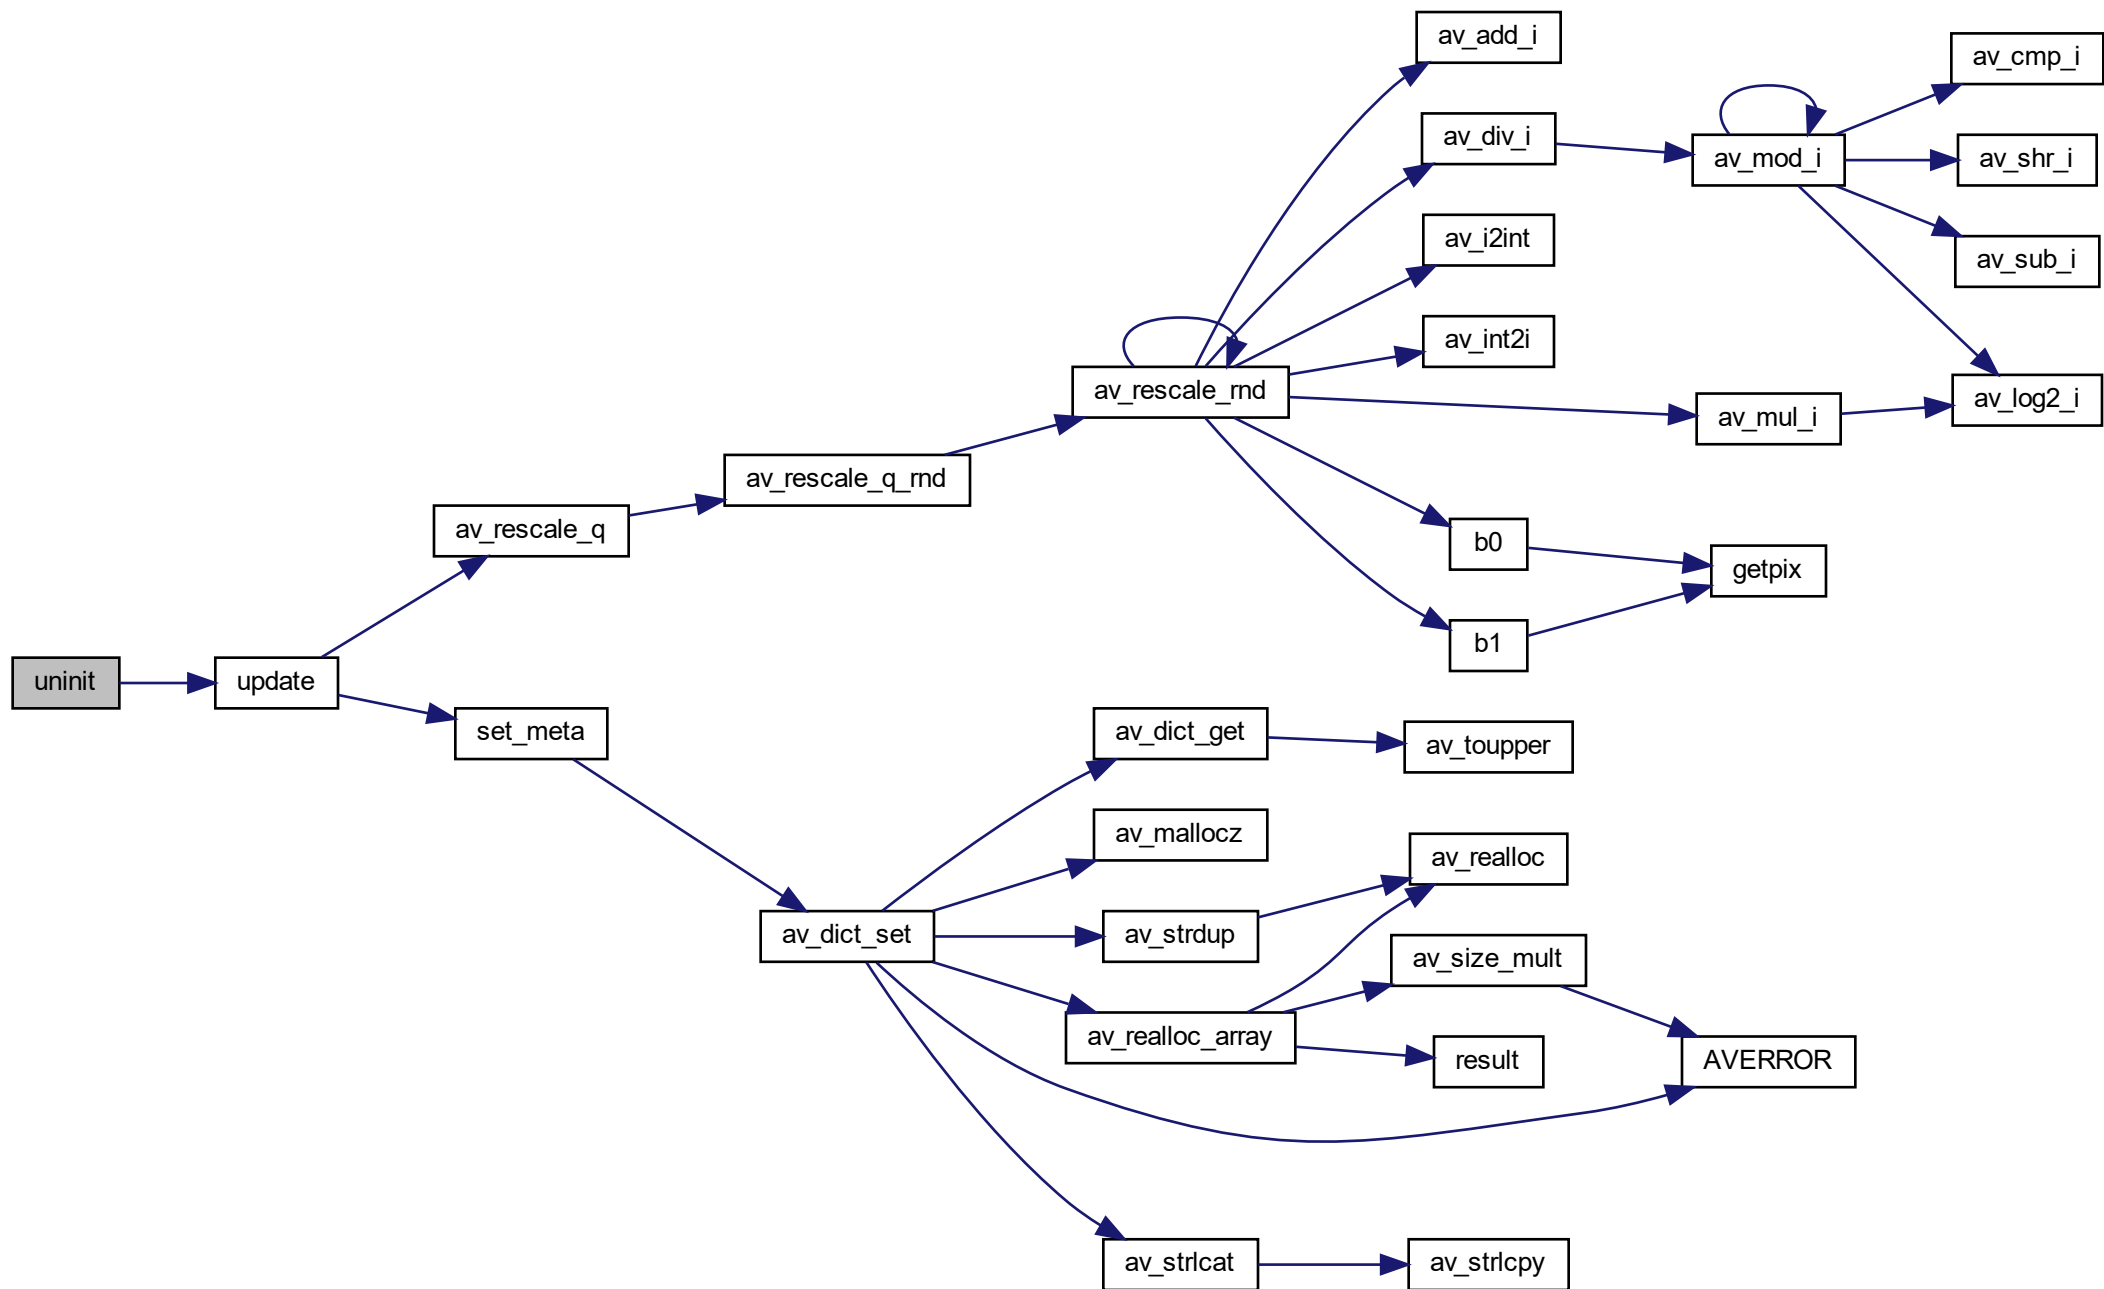 av_add_i
av_cmp_i
av_div_i
av_mod_i
av_shr_i
av_i2int
av_sub_i
av_int2i
av_rescale_rnd
av_log2_i
av_mul_i
av_rescale_q_rnd
av_rescale_q
b0
getpix
b1
uninit
update
set_meta
av_dict_get
av_toupper
av_mallocz
av_realloc
av_dict_set
av_strdup
av_size_mult
av_realloc_array
result
AVERROR
av_strlcat
av_strlcpy